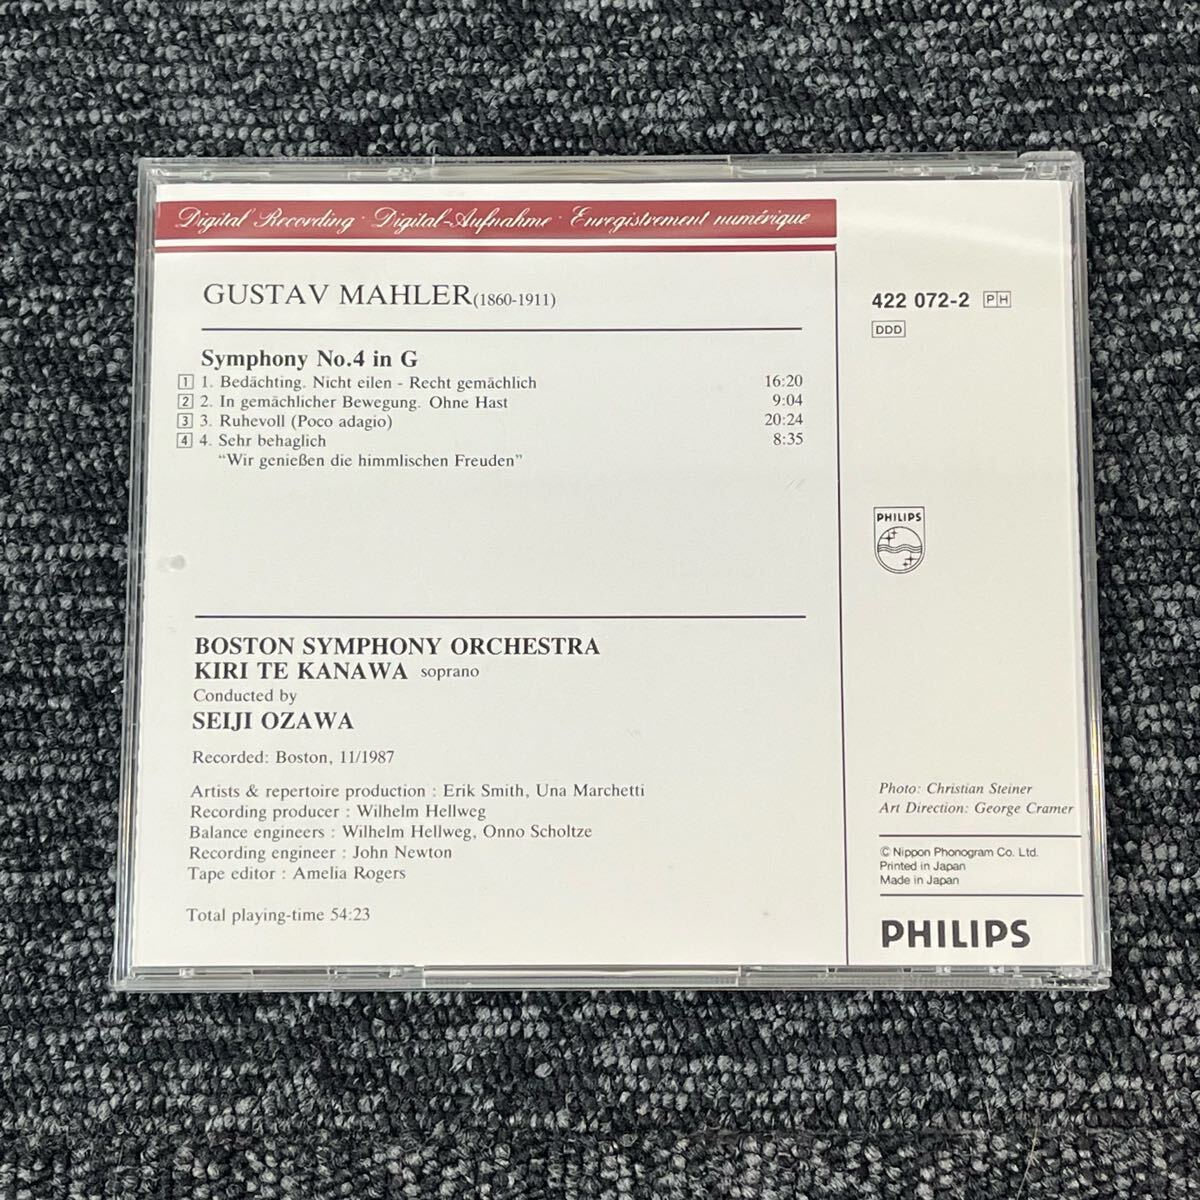 Digital Recording · Digital-Aufnahme · Enregistrement numérique
GUSTAV MAHLER(1860-1911)
Symphony No.4 in G
1 1. Bedächting. Nicht eilen - Recht gemächlich 16:20
2 2. In gemächlicher Bewegung. Ohne Hast 9:04
3 3. Ruhevoll (Poco adagio) 20:24
4 4. Sehr behaglich 8:35
“Wir genießen die himmlischen Freuden”
BOSTON SYMPHONY ORCHESTRA
KIRI TE KANAWA soprano
Conducted by
SEIJI OZAWA
Recorded: Boston, 11/1987
Artists & repertoire production : Erik Smith, Una Marchetti
Recording producer : Wilhelm Hellweg
Balance engineers : Wilhelm Hellweg, Onno Scholtze
Recording engineer : John Newton
Tape editor : Amelia Rogers
Total playing-time 54:23
422 072-2 PH
DDD
PHILIPS
Photo: Christian Steiner
Art Direction: George Cramer
© Nippon Phonogram Co. Ltd.
Printed in Japan
Made in Japan
PHILIPS